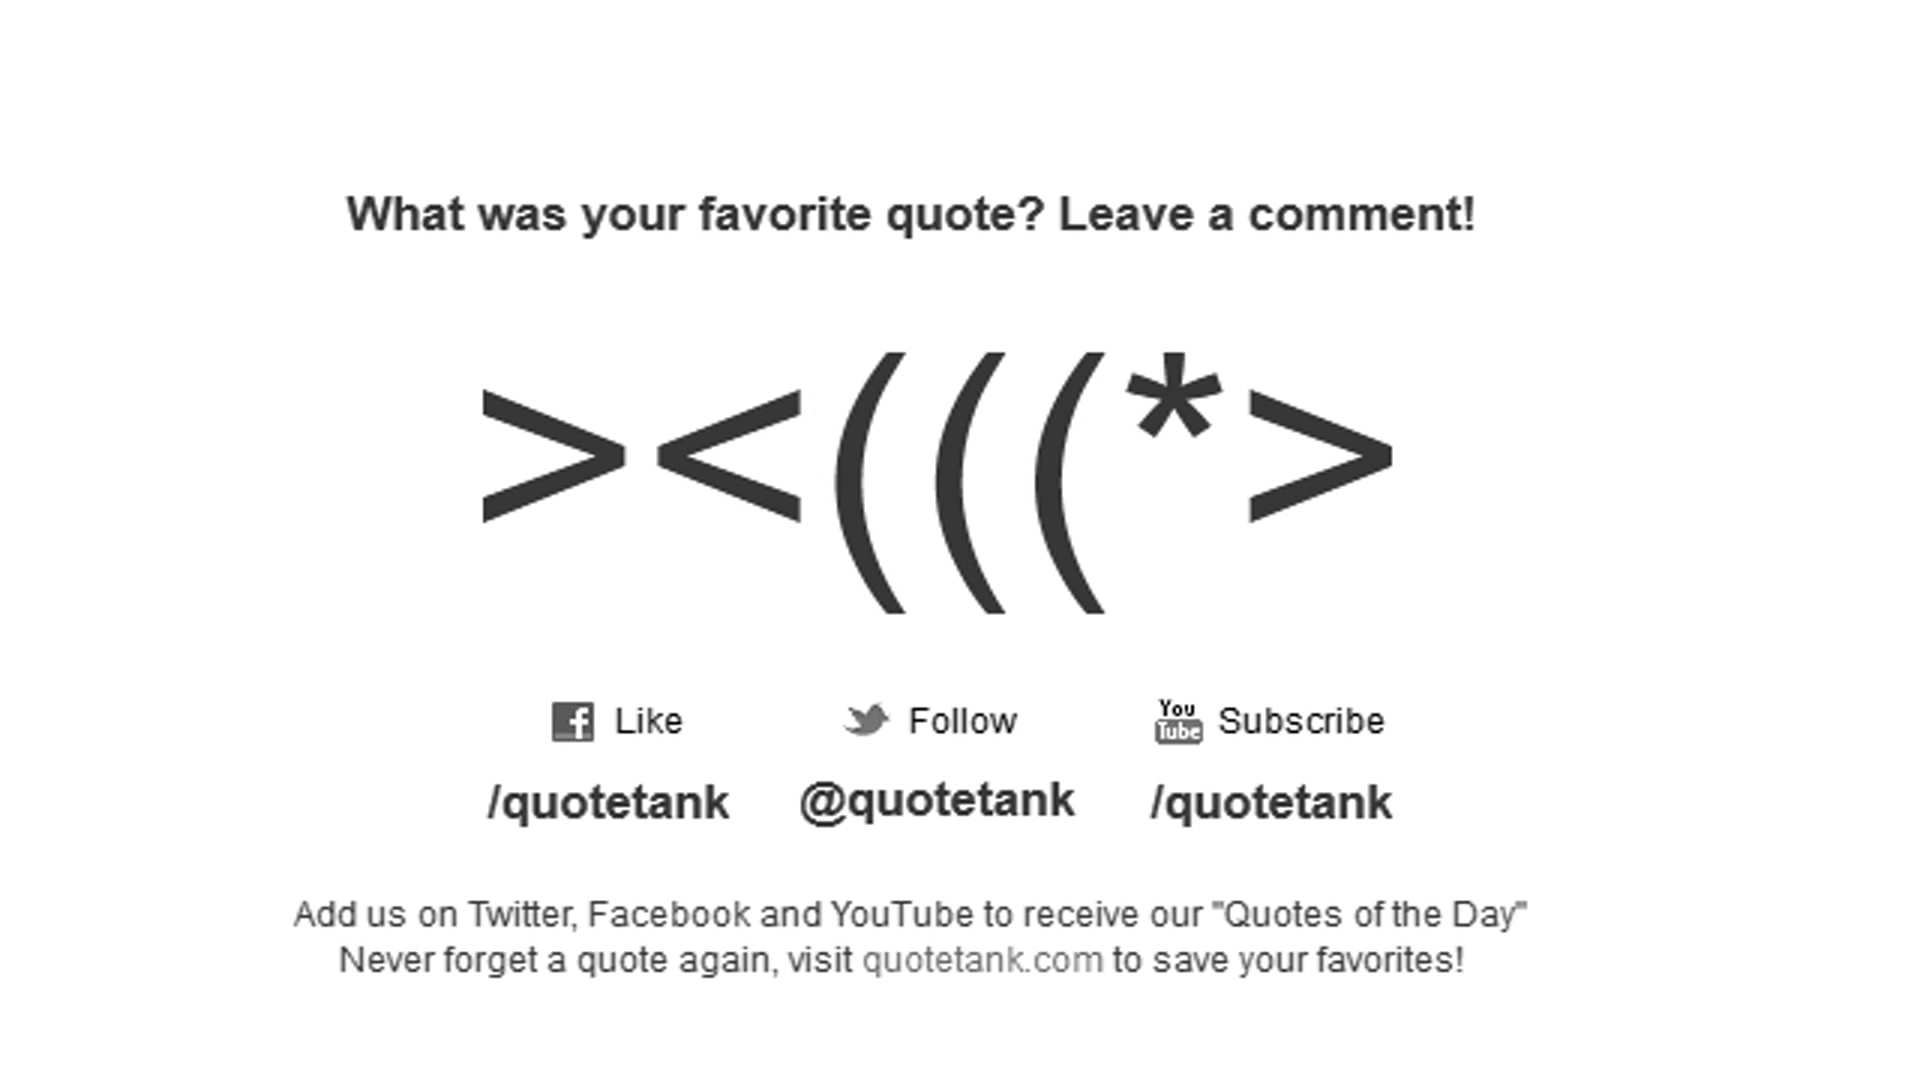 What was your favorite quote? Leave a comment!
><(((*>
f Like Follow You Tube Subscribe
/quotetank @quotetank /quotetank
Add us on Twitter, Facebook and YouTube to receive our "Quotes of the Day"
Never forget a quote again, visit quotetank.com to save your favorites!